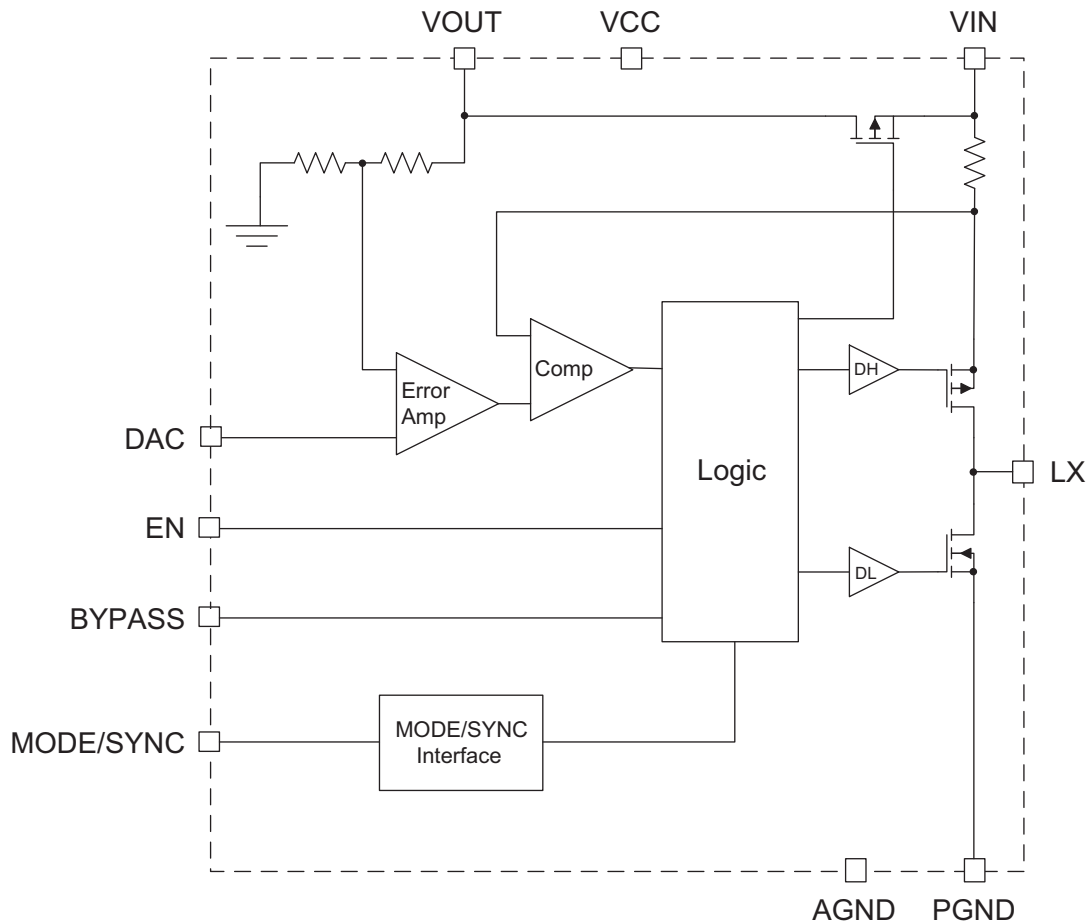 VOUT
VCC
VIN
Error
Amp
Comp
Logic
DH
DL
DAC
LX
EN
BYPASS
MODE/SYNC
MODE/SYNC
Interface
AGND
PGND